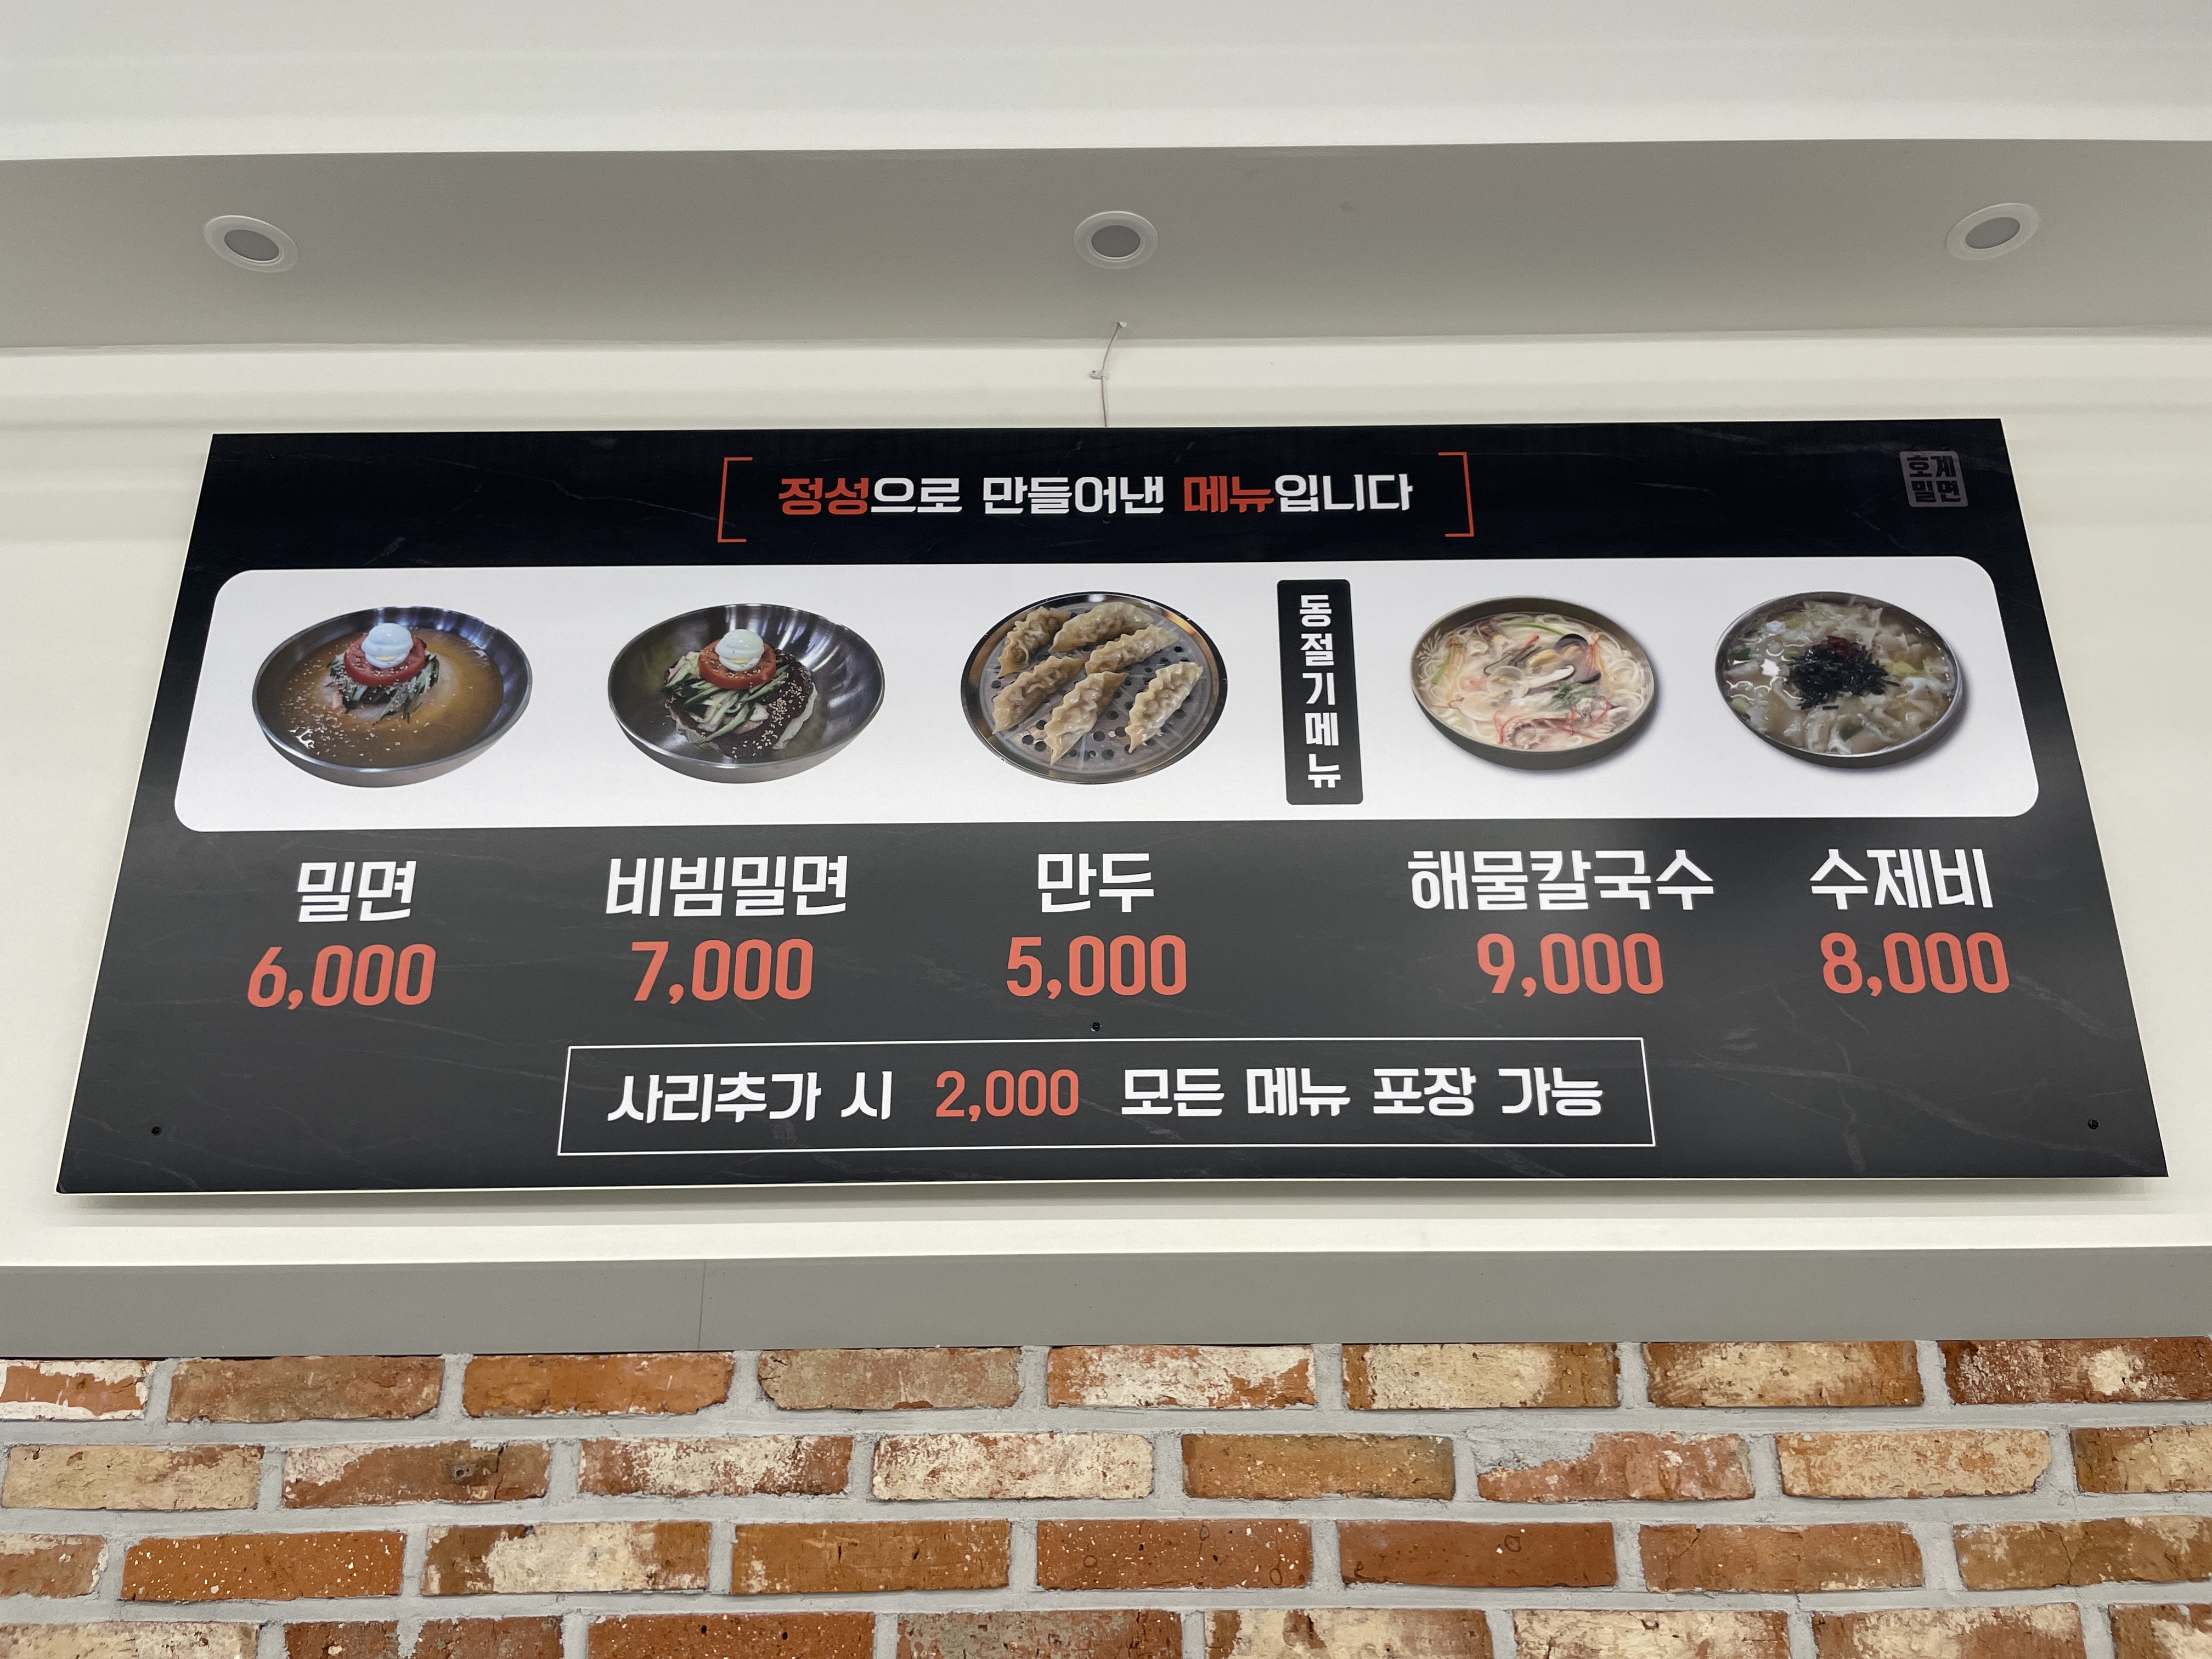 정성으로 만들어낸 메뉴입니다
호계
밀면
동절기메뉴
밀면
6,000
비빔밀면
7,000
만두
5,000
해물칼국수
9,000
수제비
8,000
사리추가 시 2,000 모든 메뉴 포장 가능